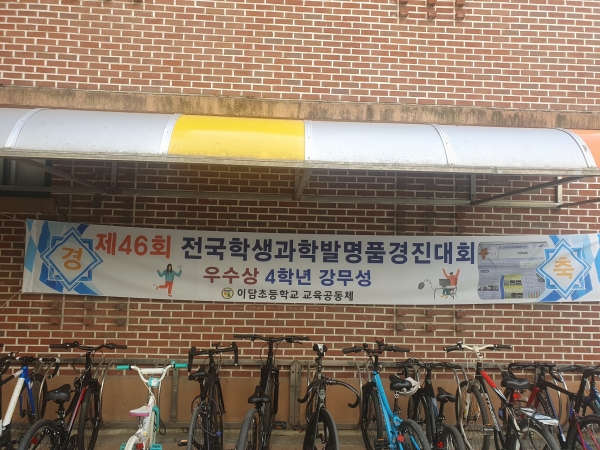 경 제46회 전국학생과학발명품경진대회 축
우수상 4학년 강무성
이담초등학교 교육공동체